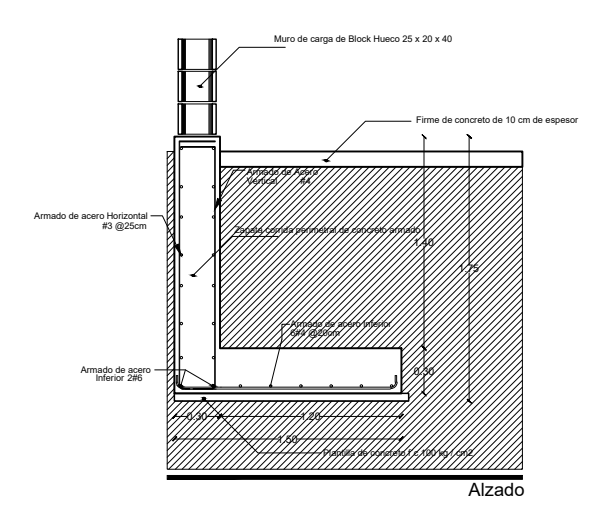 Muro de carga de Block Hueco 25 x 20 x 40
Firme de concreto de 10 cm de espesor
Armado de Acero
Vertical #4
Armado de acero Horizontal
#3 @25cm
Zapata corrida perimetral de concreto armado
1.40
1.75
Armado de acero inferior
6#4 @20cm
Armado de acero
Inferior 2#6
0.30
0.30
1.20
1.50
Plantilla de concreto f'c 100 kg / cm2
Alzado